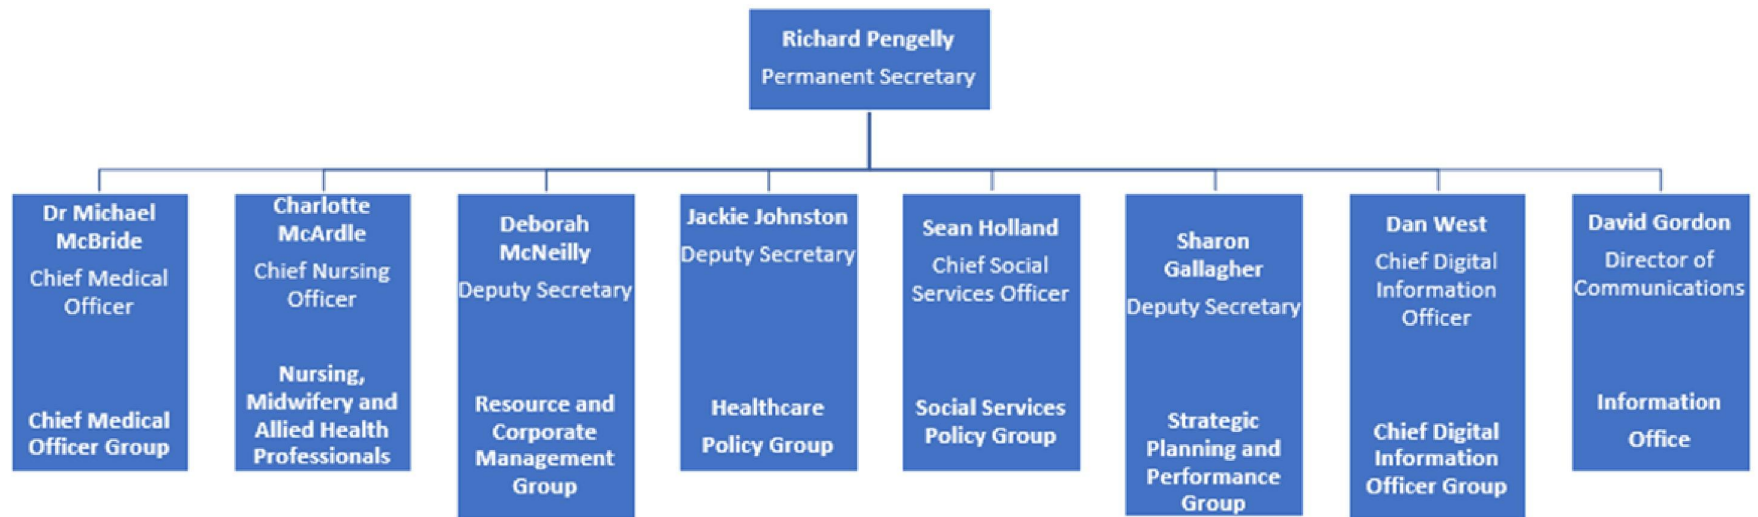 Richard Pengelly
Permanent Secretary
Dr Michael
McBride
Chief Medical
Officer
Chief Medical
Officer Group
Charlotte
McArdle
Chief Nursing
Officer
Nursing,
Midwifery and
Allied Health
Professionals
Deborah
McNeilly
Deputy Secretary
Resource and
Corporate
Management
Group
Jackie Johnston
Deputy Secretary
Healthcare
Policy Group
Sean Holland
Chief Social
Services Officer
Social Services
Policy Group
Sharon
Gallagher
Deputy Secretary
Strategic
Planning and
Performance
Group
Dan West
Chief Digital
Information
Officer
Chief Digital
Information
Officer Group
David Gordon
Director of
Communications
Information
Office